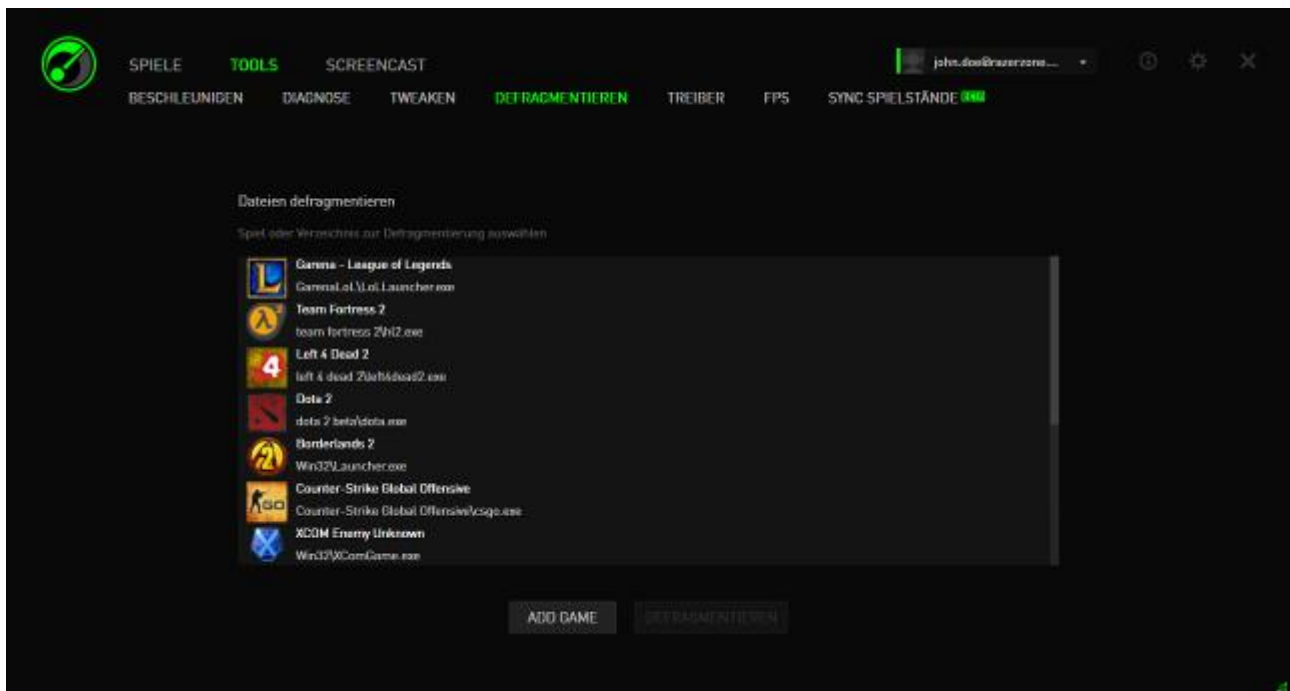 SPIELE TOOLS SCREENCAST john.doe@razerzone....
BESCHLEUNIGEN DIAGNOSE TWEAKEN DEFRAGMENTIEREN TREIBER FPS SYNC SPIELSTÄNDE
Dateien defragmentieren
Spiel oder Verzeichnis zur Defragmentierung auswählen
Garena - League of Legends
GarenaLoL\LoLLauncher.exe
Team Fortress 2
team fortress 2\hl2.exe
Left 4 Dead 2
left 4 dead 2\left4dead2.exe
Dota 2
dota 2 beta\dota.exe
Borderlands 2
Win32\Launcher.exe
GO
Counter-Strike Global Offensive
Counter-Strike Global Offensive\csgo.exe
XCOM Enemy Unknown
Win32\XComGame.exe
ADD GAME DEFRAGMENTIEREN